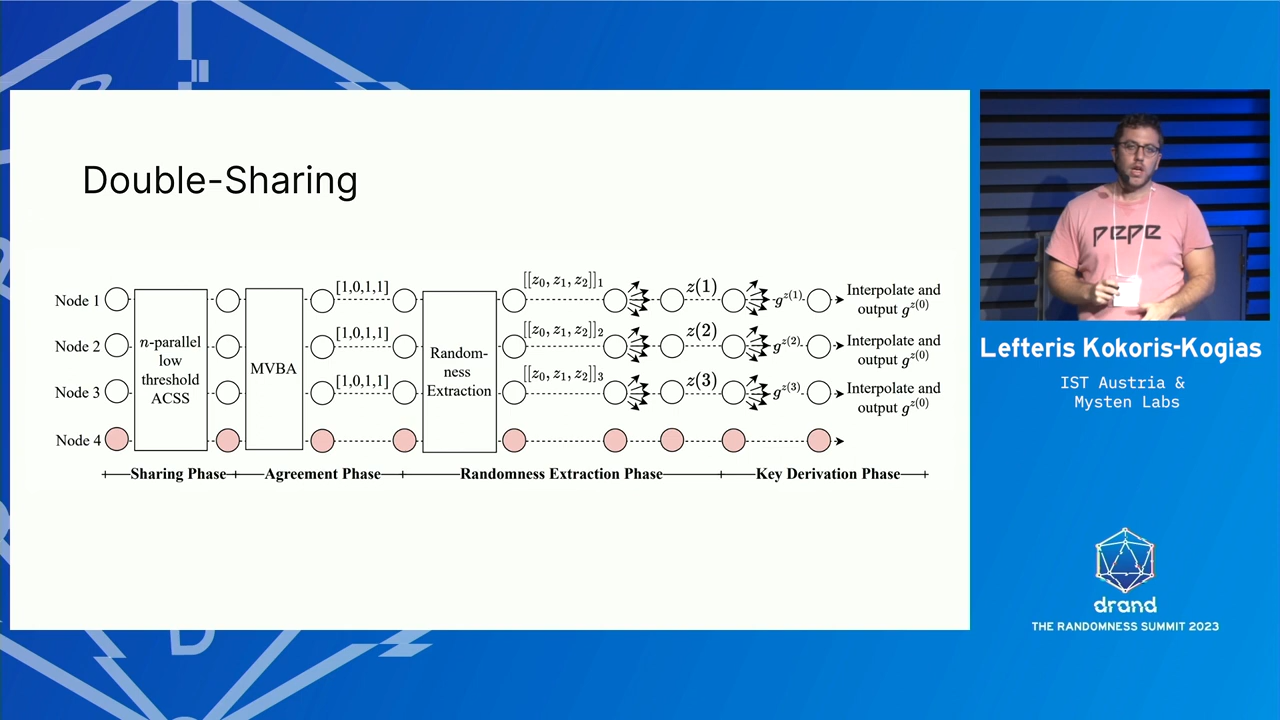 Double-Sharing
Node 1
Node 2
Node 3
Node 4
n-parallel
low
threshold
ACSS
MVBA
[1,0,1,1]
[1,0,1,1]
[1,0,1,1]
Random-
ness
Extraction
[[z₀, z₁, z₂]]₁
[[z₀, z₁, z₂]]₂
[[z₀, z₁, z₂]]₃
z(1)
z(2)
z(3)
g^{z(1)}
g^{z(2)}
g^{z(3)}
Interpolate and
output g^{z(0)}
Interpolate and
output g^{z(0)}
Interpolate and
output g^{z(0)}
Sharing Phase
Agreement Phase
Randomness Extraction Phase
Key Derivation Phase
pepe
Lefteris Kokoris-Kogias
IST Austria &
Mysten Labs
drand
THE RANDOMNESS SUMMIT 2023